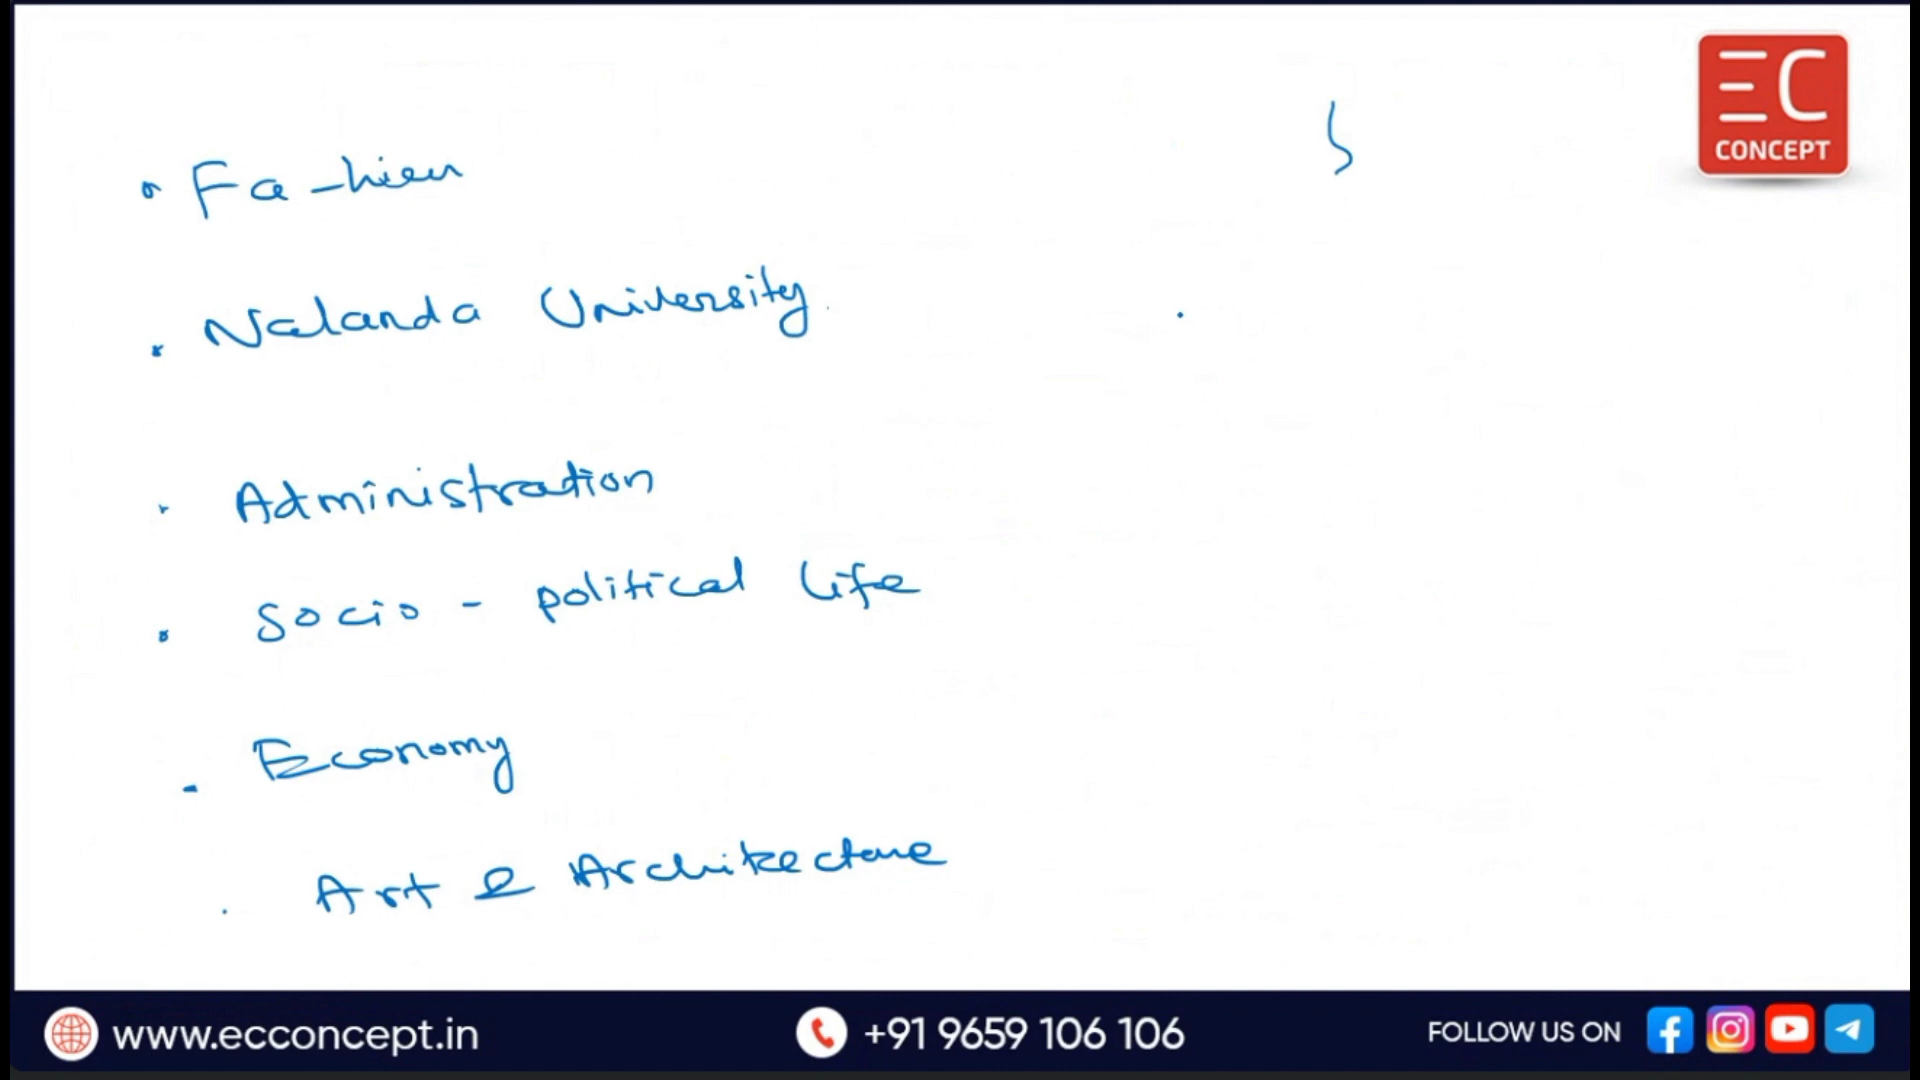 EC
CONCEPT
Fa-hien
Nalanda University
Administration
Socio - political life
Economy
Art & Architecture
www.ecconcept.in
+91 9659 106 106
FOLLOW US ON